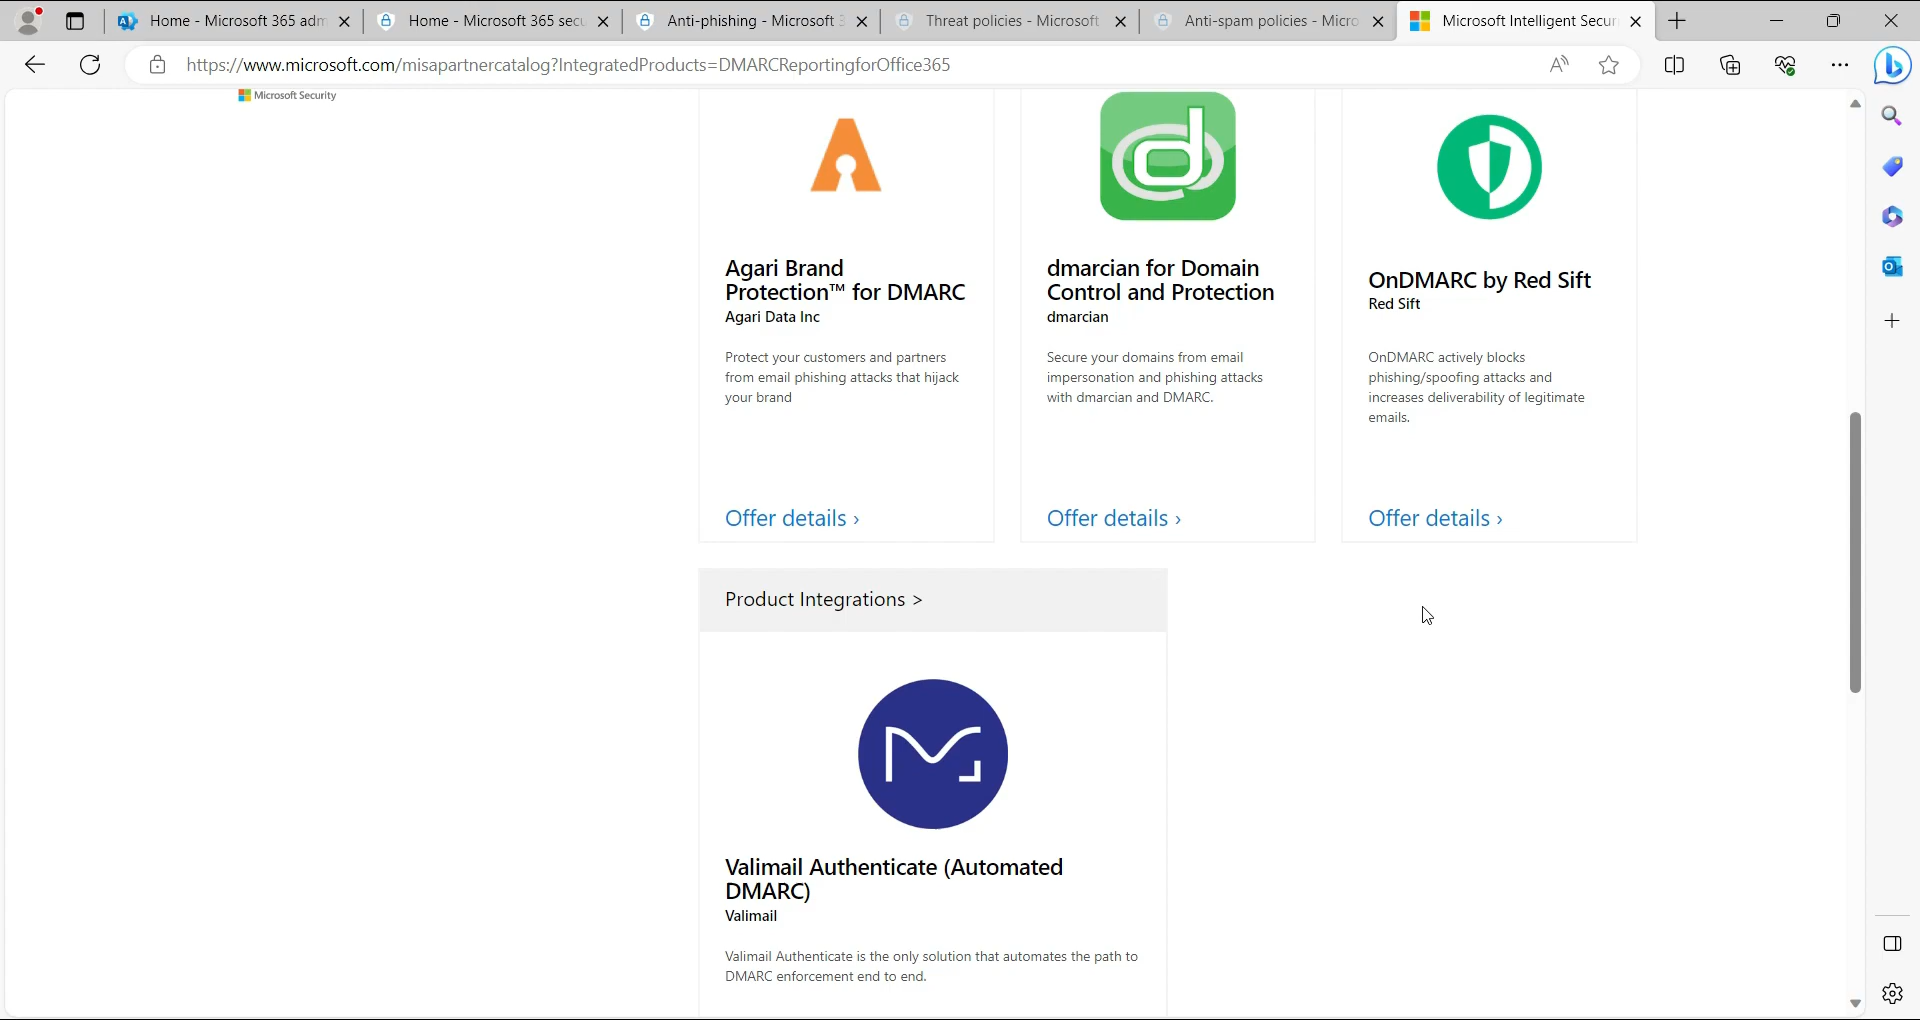 Home - Microsoft 365 adm
Home - Microsoft 365 secu
Anti-phishing - Microsoft 3
Threat policies - Microsoft
Anti-spam policies - Micro
Microsoft Intelligent Secur
https://www.microsoft.com/misapartnercatalog?IntegratedProducts=DMARCReportingforOffice365
Microsoft Security
Agari Brand
Protection™ for DMARC
Agari Data Inc
Protect your customers and partners
from email phishing attacks that hijack
your brand
Offer details ›
dmarcian for Domain
Control and Protection
dmarcian
Secure your domains from email
impersonation and phishing attacks
with dmarcian and DMARC.
Offer details ›
OnDMARC by Red Sift
Red Sift
OnDMARC actively blocks
phishing/spoofing attacks and
increases deliverability of legitimate
emails.
Offer details ›
Product Integrations >
Valimail Authenticate (Automated
DMARC)
Valimail
Valimail Authenticate is the only solution that automates the path to
DMARC enforcement end to end.